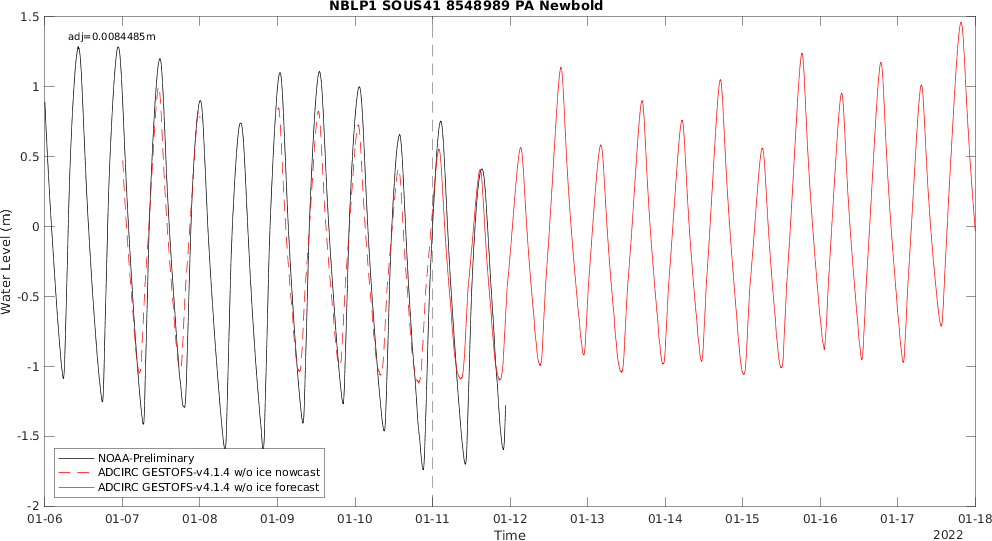 NBLP1 SOUS41 8548989 PA Newbold
adj=0.0084485m
1.5
1
0.5
0
-0.5
-1
-1.5
-2
Water Level (m)
NOAA-Preliminary
ADCIRC GESTOFS-v4.1.4 w/o ice nowcast
ADCIRC GESTOFS-v4.1.4 w/o ice forecast
01-06 01-07 01-08 01-09 01-10 01-11 01-12 01-13 01-14 01-15 01-16 01-17 01-18
Time
2022